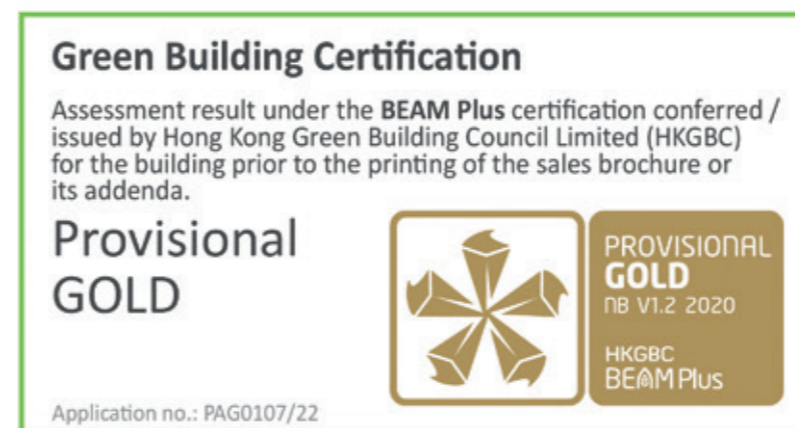 Green Building Certification
Assessment result under the BEAM Plus certification conferred /
issued by Hong Kong Green Building Council Limited (HKGBC)
for the building prior to the printing of the sales brochure or
its addenda.
Provisional
GOLD
PROVISIONAL
GOLD
NB V1.2 2020
HKGBC
BEAM Plus
Application no.: PAG0107/22